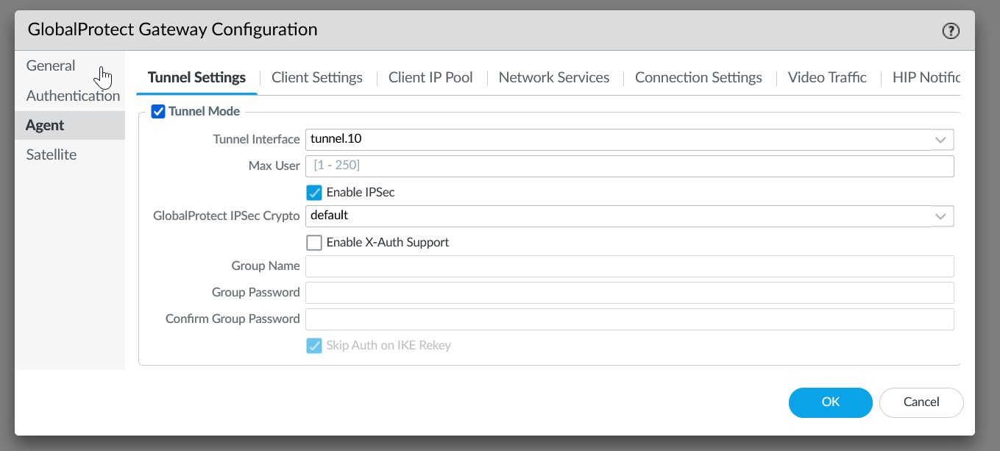 GlobalProtect Gateway Configuration
?
General
Authentication
Agent
Satellite
Tunnel Settings
Client Settings
Client IP Pool
Network Services
Connection Settings
Video Traffic
HIP Notific
Tunnel Mode
Tunnel Interface tunnel.10
Max User [1 - 250]
Enable IPSec
GlobalProtect IPSec Crypto default
Enable X-Auth Support
Group Name
Group Password
Confirm Group Password
Skip Auth on IKE Rekey
OK
Cancel